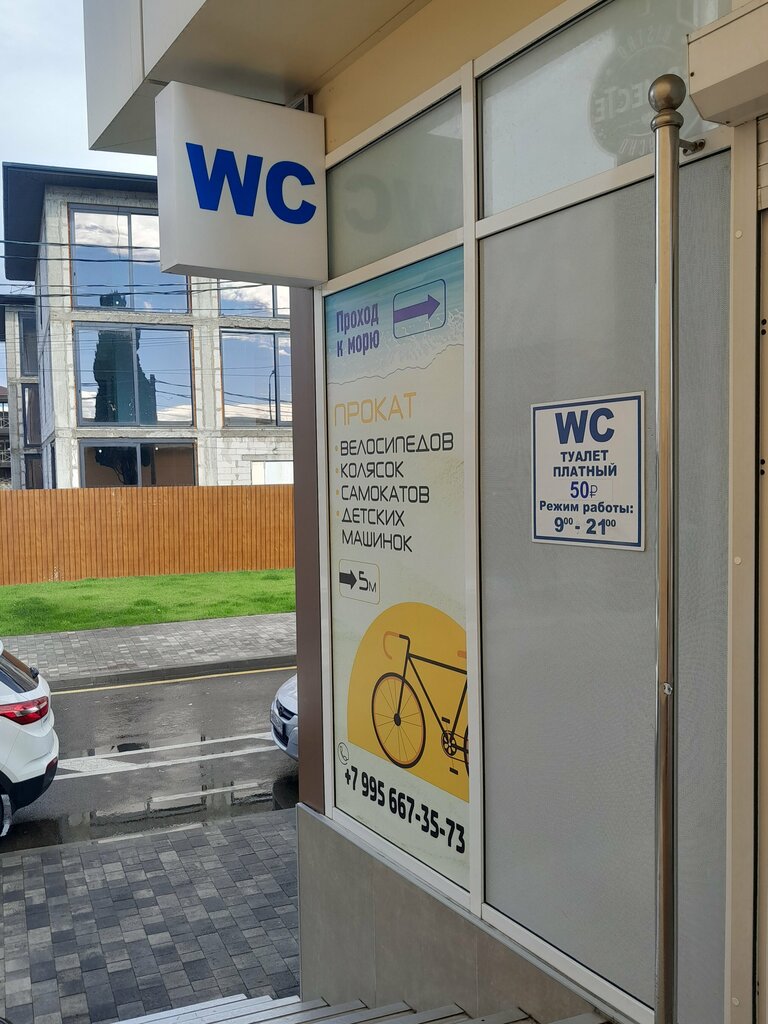 WC
Проход
к морю
ПРОКАТ
• ВЕЛОСИПЕДОВ
• КОЛЯСОК
• САМОКАТОВ
• ДЕТСКИХ
МАШИНОК
5м
+7 995 667-35-73
WC
ТУАЛЕТ
ПЛАТНЫЙ
50₽
Режим работы:
9⁰⁰ - 21⁰⁰